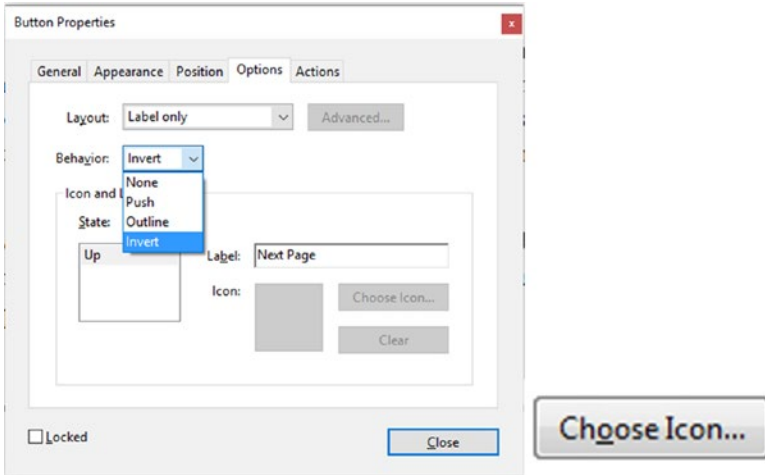 Button Properties
x
General Appearance Position Options Actions
Layout: Label only Advanced...
Behavior: Invert
None
Push
Outline
Invert
Icon and L
State:
Up
Label: Next Page
Icon:
Choose Icon...
Clear
Locked
Close
Choose Icon...